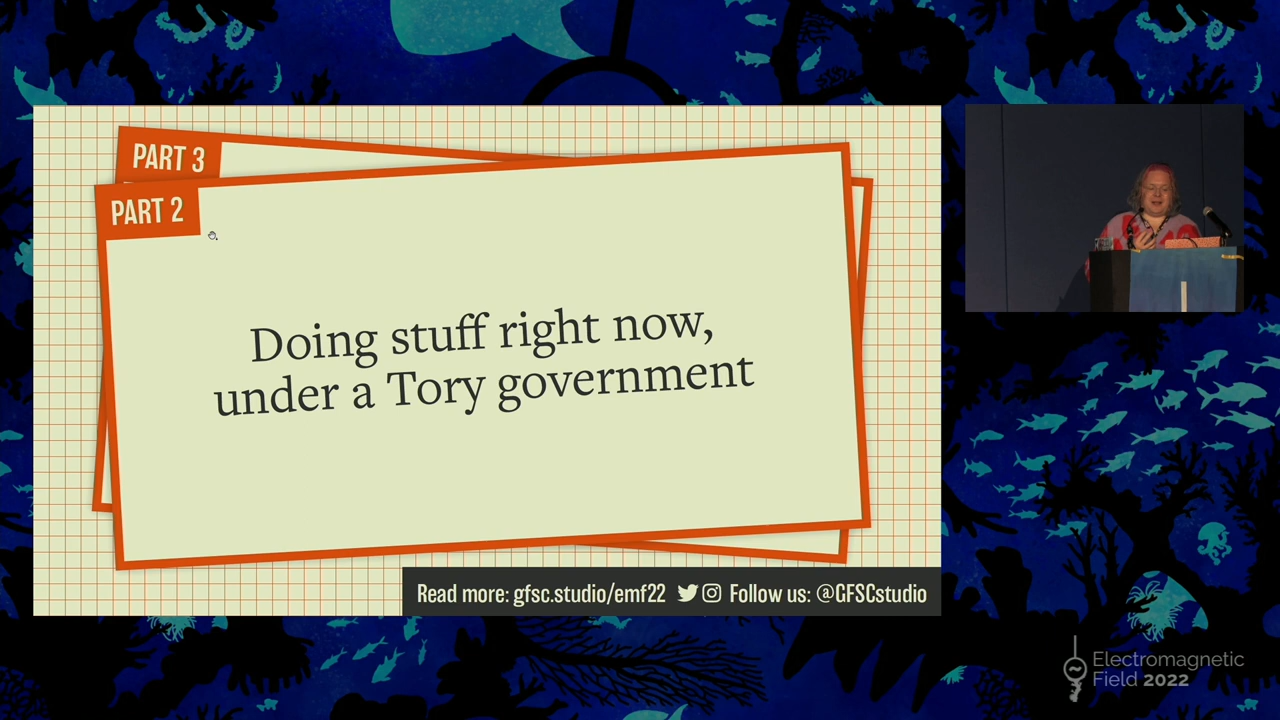 PART 3
PART 2
Doing stuff right now,
under a Tory government
Read more: gfsc.studio/emf22 Follow us: @GFSCstudio
Electromagnetic
Field 2022